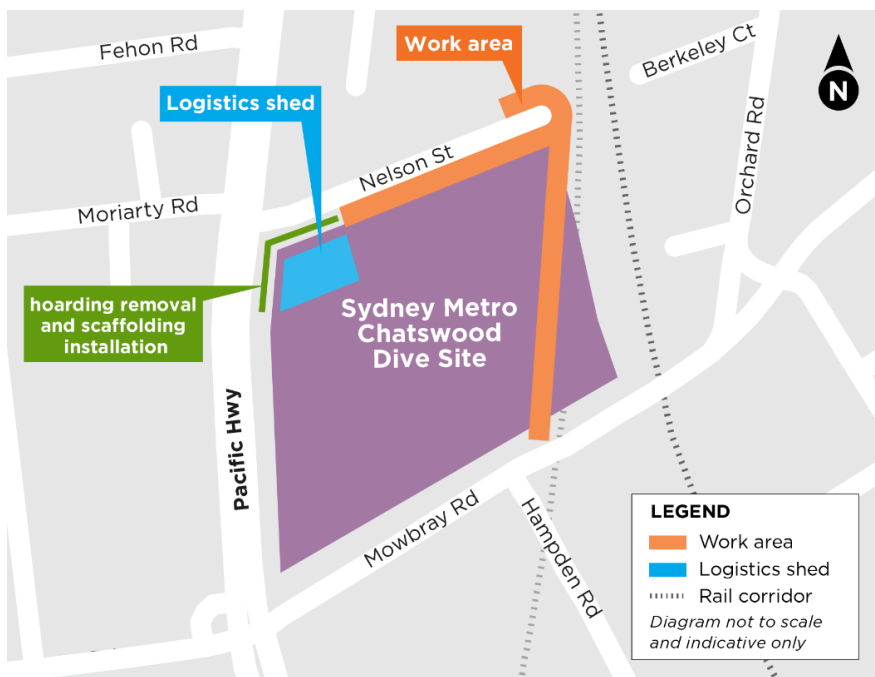 Fehon Rd
Work area
Berkeley Ct
N
Logistics shed
Orchard Rd
Nelson St
Moriarty Rd
hoarding removal
and scaffolding
installation
Sydney Metro
Chatswood
Dive Site
Pacific Hwy
Mowbray Rd
Hampden Rd
LEGEND
Work area
Logistics shed
Rail corridor
Diagram not to scale
and indicative only